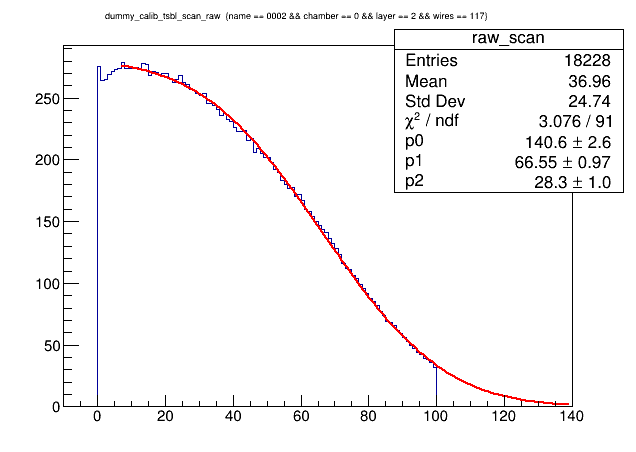 dummy_calib_tsbl_scan_raw (name == 0002 && chamber == 0 && layer == 2 && wires == 117)
raw_scan
Entries 18228
Mean 36.96
Std Dev 24.74
χ² / ndf 3.076 / 91
p0 140.6 ± 2.6
p1 66.55 ± 0.97
p2 28.3 ± 1.0
250
200
150
100
50
0
0 20 40 60 80 100 120 140